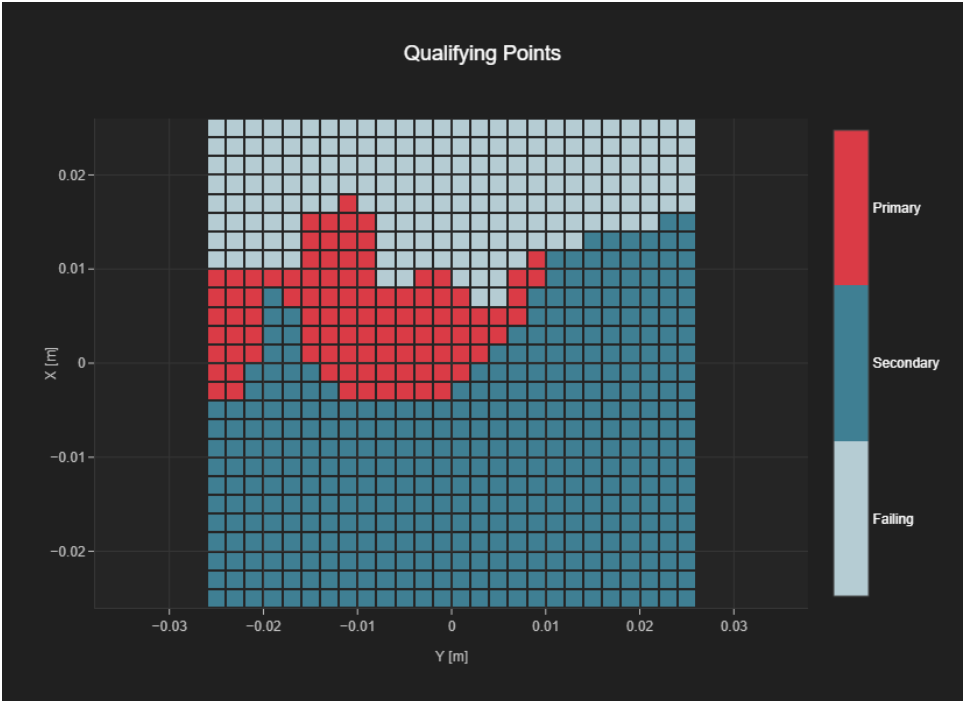 Qualifying Points
0.02
0.01
0
−0.01
−0.02
X [m]
−0.03
−0.02
−0.01
0
0.01
0.02
0.03
Y [m]
Primary
Secondary
Failing